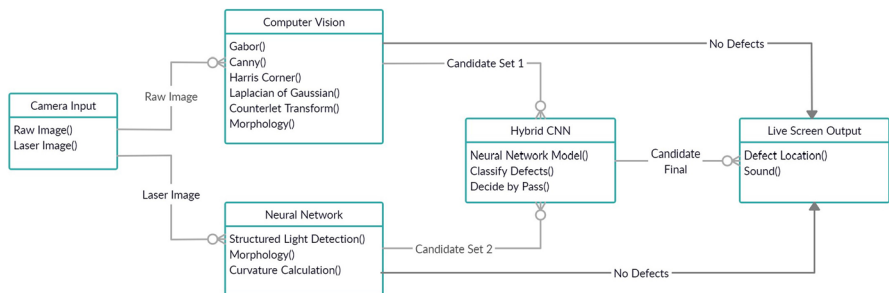 Computer Vision
Gabor()
Canny()
Harris Corner()
Laplacian of Gaussian()
Counterlet Transform()
Morphology()
No Defects
Candidate Set 1
Raw Image
Camera Input
Raw Image()
Laser Image()
Hybrid CNN
Neural Network Model()
Classify Defects()
Decide by Pass()
Candidate
Final
Live Screen Output
Defect Location()
Sound()
Laser Image
Neural Network
Structured Light Detection()
Morphology()
Curvature Calculation()
Candidate Set 2
No Defects